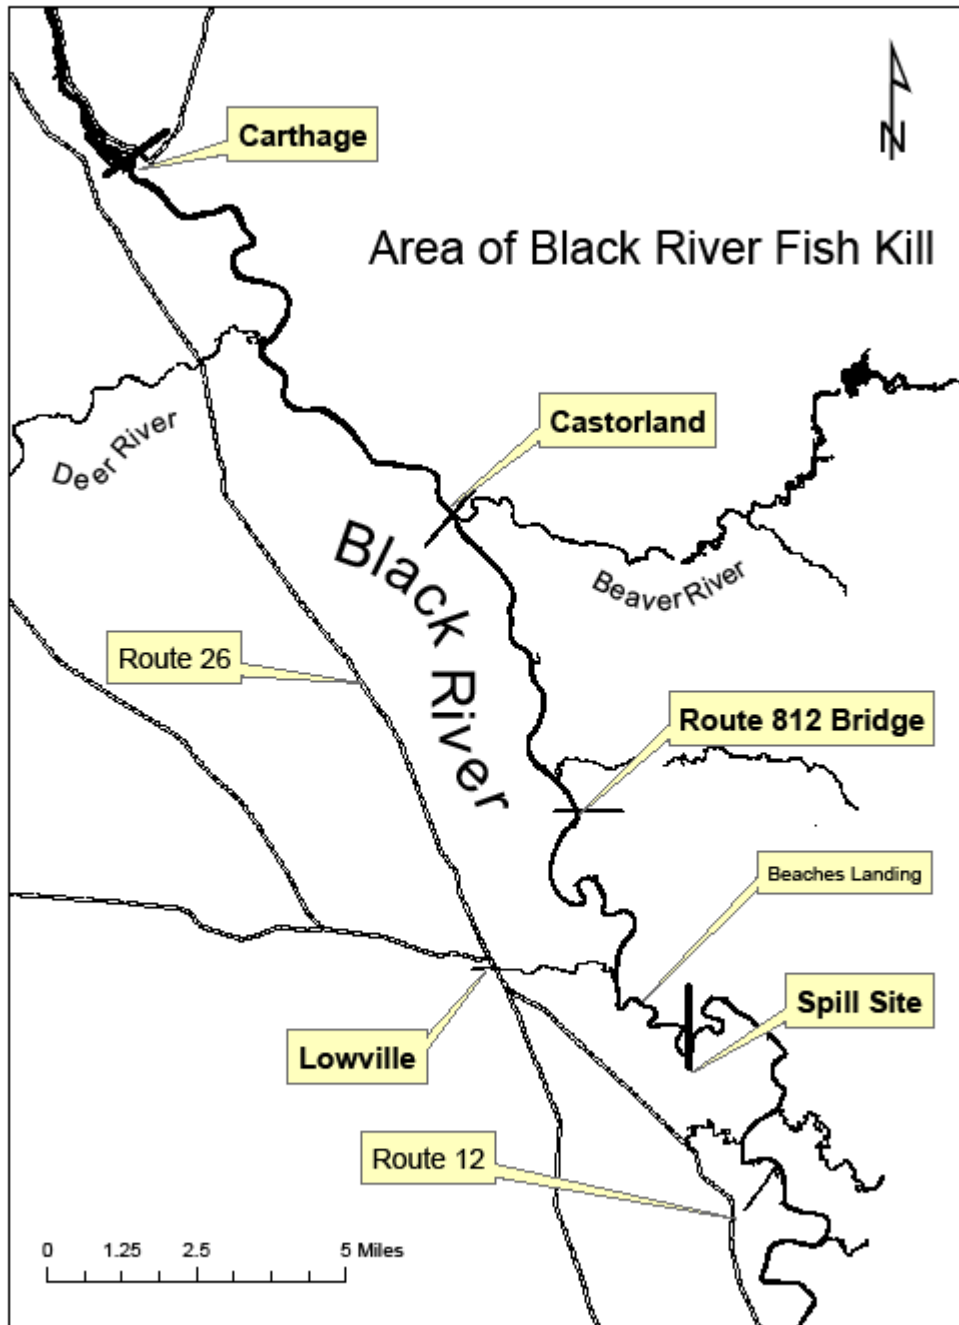 Carthage
N
Area of Black River Fish Kill
Castorland
Deer River
Black River
Beaver River
Route 26
Route 812 Bridge
Beaches Landing
Spill Site
Lowville
Route 12
0 1.25 2.5 5 Miles